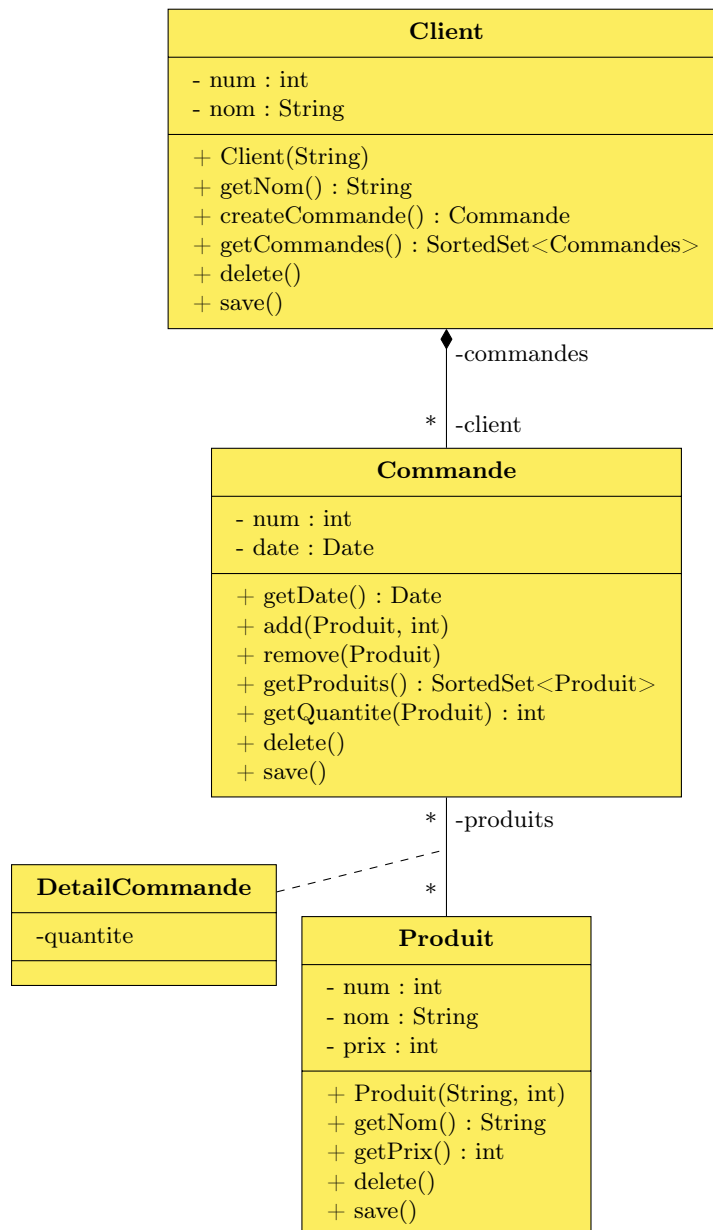 Client
- num : int
- nom : String
+ Client(String)
+ getNom() : String
+ createCommande() : Commande
+ getCommandes() : SortedSet<Commandes>
+ delete()
+ save()
-commandes
* -client
Commande
- num : int
- date : Date
+ getDate() : Date
+ add(Produit, int)
+ remove(Produit)
+ getProduits() : SortedSet<Produit>
+ getQuantite(Produit) : int
+ delete()
+ save()
* -produits
DetailCommande
-quantite
*
Produit
- num : int
- nom : String
- prix : int
+ Produit(String, int)
+ getNom() : String
+ getPrix() : int
+ delete()
+ save()